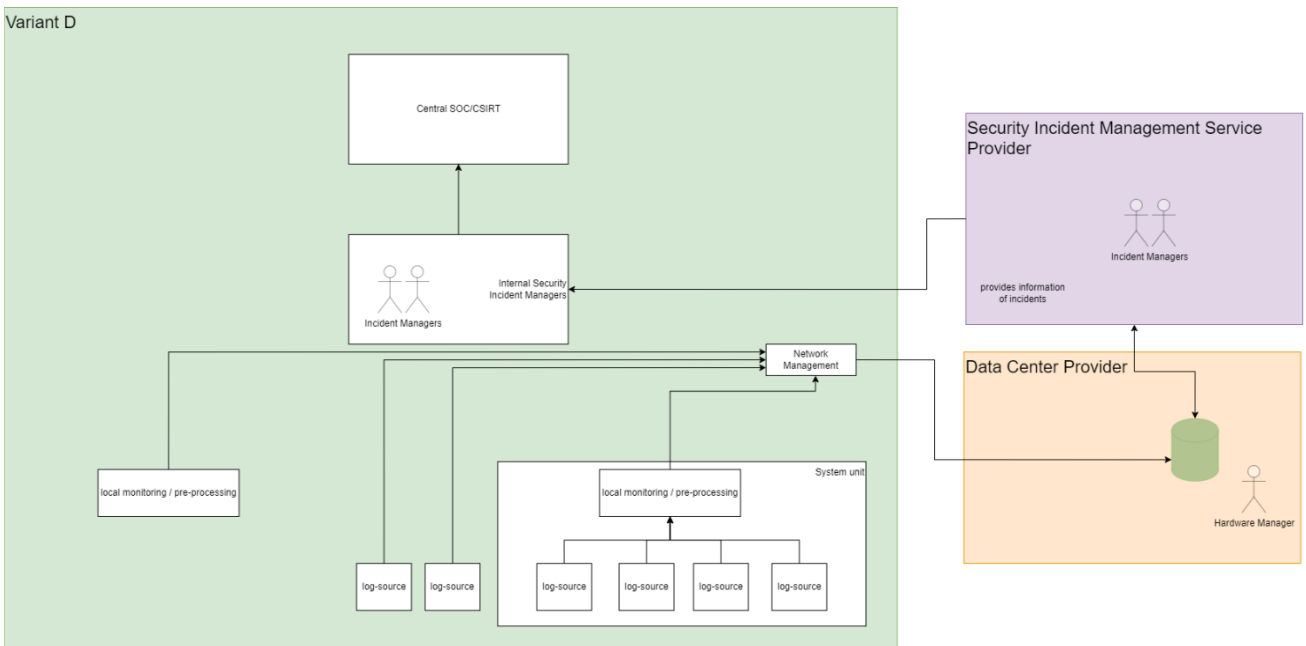 Variant D
Central SOC/CSIRT
Security Incident Management Service
Provider
Incident Managers
provides information
of incidents
Internal Security
Incident Managers
Incident Managers
Network
Management
Data Center Provider
Hardware Manager
local monitoring / pre-processing
System unit
local monitoring / pre-processing
log-source
log-source
log-source
log-source
log-source
log-source